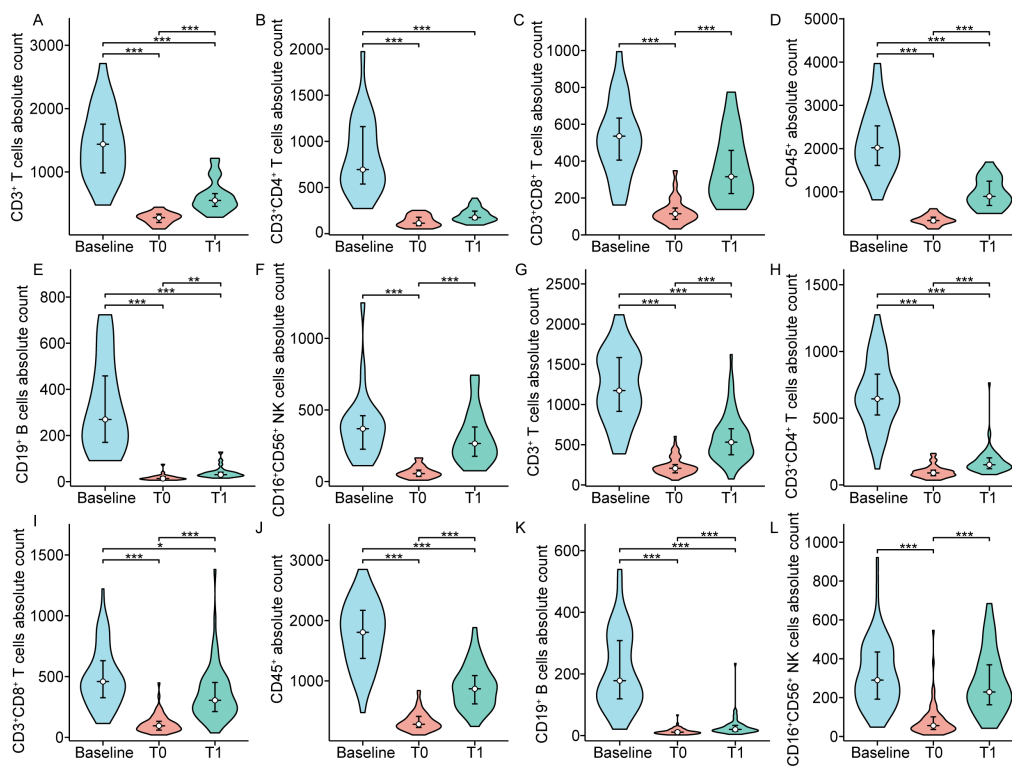 A
CD3⁺ T cells absolute count
3000
2000
1000
***
***
***
Baseline
T0
T1
B
CD3⁺CD4⁺ T cells absolute count
2000
1500
1000
500
0
***
***
Baseline
T0
T1
C
CD3⁺CD8⁺ T cells absolute count
1000
800
600
400
200
0
***
***
Baseline
T0
T1
D
CD45⁺ absolute count
5000
4000
3000
2000
1000
***
***
***
Baseline
T0
T1
E
CD19⁺ B cells absolute count
800
600
400
200
0
**
***
***
Baseline
T0
T1
F
CD16⁺CD56⁺ NK cells absolute count
1000
500
0
***
***
Baseline
T0
T1
G
CD3⁺ T cells absolute count
2500
2000
1500
1000
500
0
***
***
***
Baseline
T0
T1
H
CD3⁺CD4⁺ T cells absolute count
1500
1000
500
0
***
***
***
Baseline
T0
T1
I
CD3⁺CD8⁺ T cells absolute count
1500
1000
500
0
***
*
***
Baseline
T0
T1
J
CD45⁺ absolute count
3000
2000
1000
***
***
***
Baseline
T0
T1
K
CD19⁺ B cells absolute count
600
400
200
0
***
***
***
Baseline
T0
T1
L
CD16⁺CD56⁺ NK cells absolute count
1000
800
600
400
200
0
***
***
Baseline
T0
T1